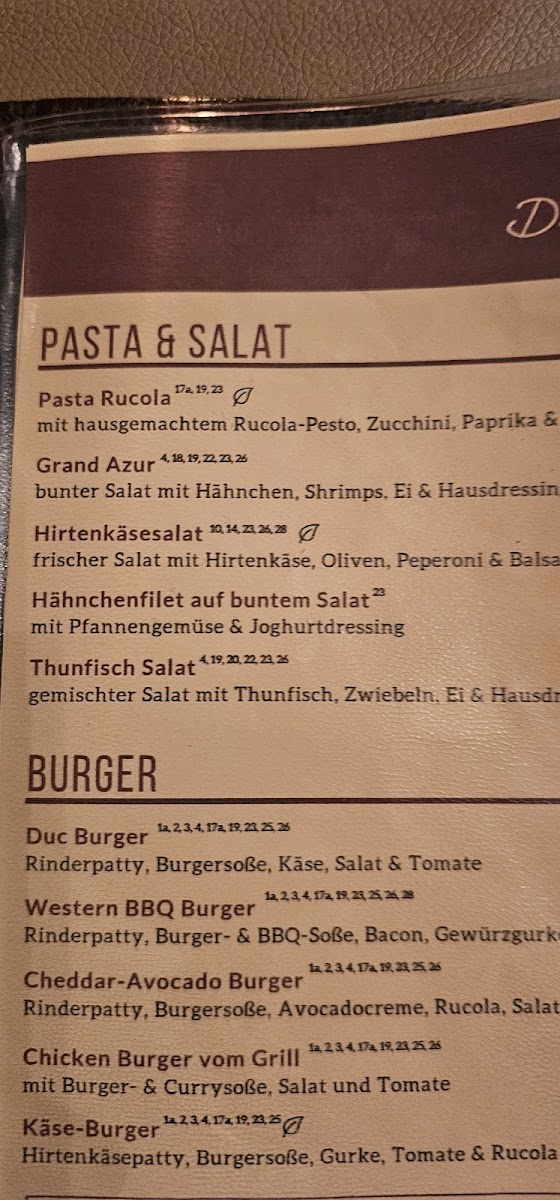 D
PASTA & SALAT
Pasta Rucola 17a, 19, 23
mit hausgemachtem Rucola-Pesto, Zucchini, Paprika &
Grand Azur 4, 18, 19, 22, 23, 26
bunter Salat mit Hähnchen, Shrimps, Ei & Hausdressin
Hirtenkäsesalat 10, 14, 23, 26, 28
frischer Salat mit Hirtenkäse, Oliven, Peperoni & Balsa
Hähnchenfilet auf buntem Salat 23
mit Pfannengemüse & Joghurtdressing
Thunfisch Salat 4, 19, 20, 22, 23, 26
gemischter Salat mit Thunfisch, Zwiebeln, Ei & Hausdr
BURGER
Duc Burger 1a, 2, 3, 4, 17a, 19, 23, 25, 26
Rinderpatty, Burgersoße, Käse, Salat & Tomate
Western BBQ Burger 1a, 2, 3, 4, 17a, 19, 23, 25, 26, 28
Rinderpatty, Burger- & BBQ-Soße, Bacon, Gewürzgurk
Cheddar-Avocado Burger 1a, 2, 3, 4, 17a, 19, 23, 25, 26
Rinderpatty, Burgersoße, Avocadocreme, Rucola, Salat
Chicken Burger vom Grill 1a, 2, 3, 4, 17a, 19, 23, 25, 26
mit Burger- & Currysoße, Salat und Tomate
Käse-Burger 1a, 2, 3, 4, 17a, 19, 23, 25
Hirtenkäsepatty, Burgersoße, Gurke, Tomate & Rucola